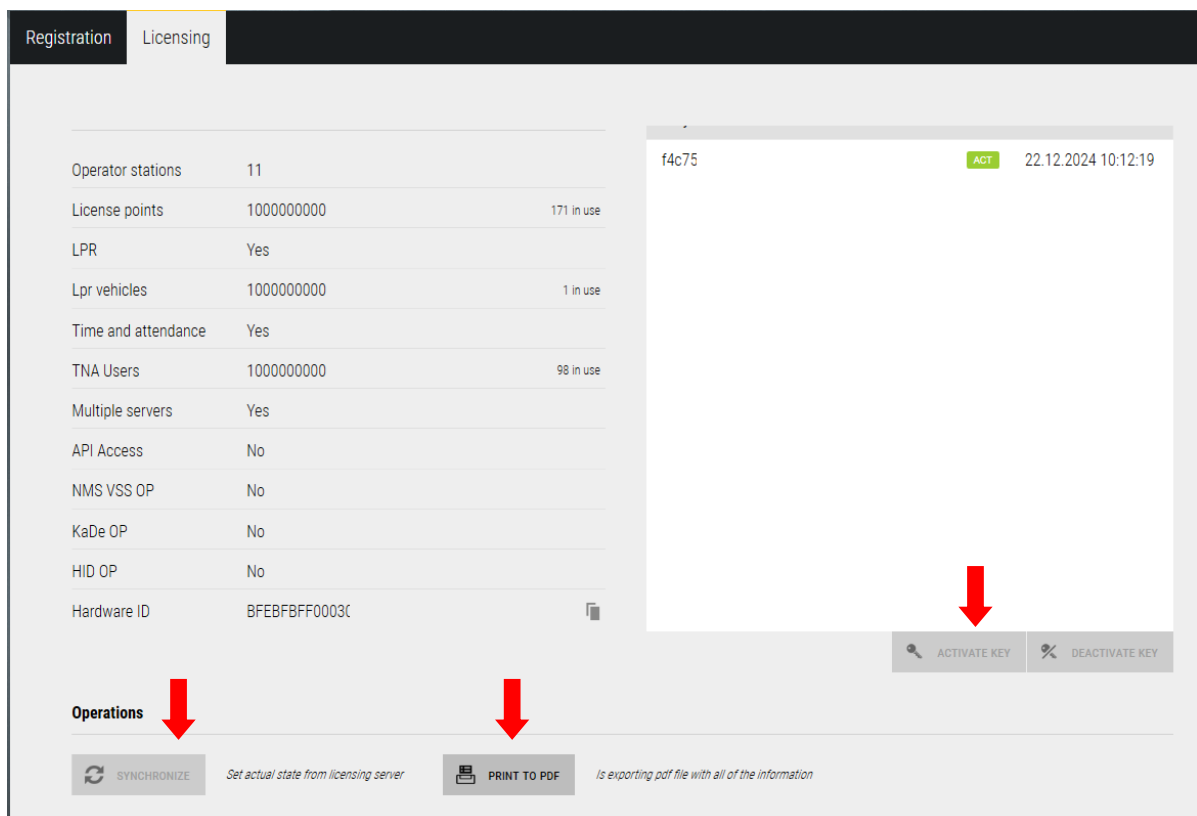 Registration Licensing
Operator stations 11
License points 1000000000 171 in use
LPR Yes
Lpr vehicles 1000000000 1 in use
Time and attendance Yes
TNA Users 1000000000 98 in use
Multiple servers Yes
API Access No
NMS VSS OP No
KaDe OP No
HID OP No
Hardware ID BFEBFBFF00030
f4c75 ACT 22.12.2024 10:12:19
ACTIVATE KEY DEACTIVATE KEY
Operations
SYNCHRONIZE Set actual state from licensing server PRINT TO PDF Is exporting pdf file with all of the information